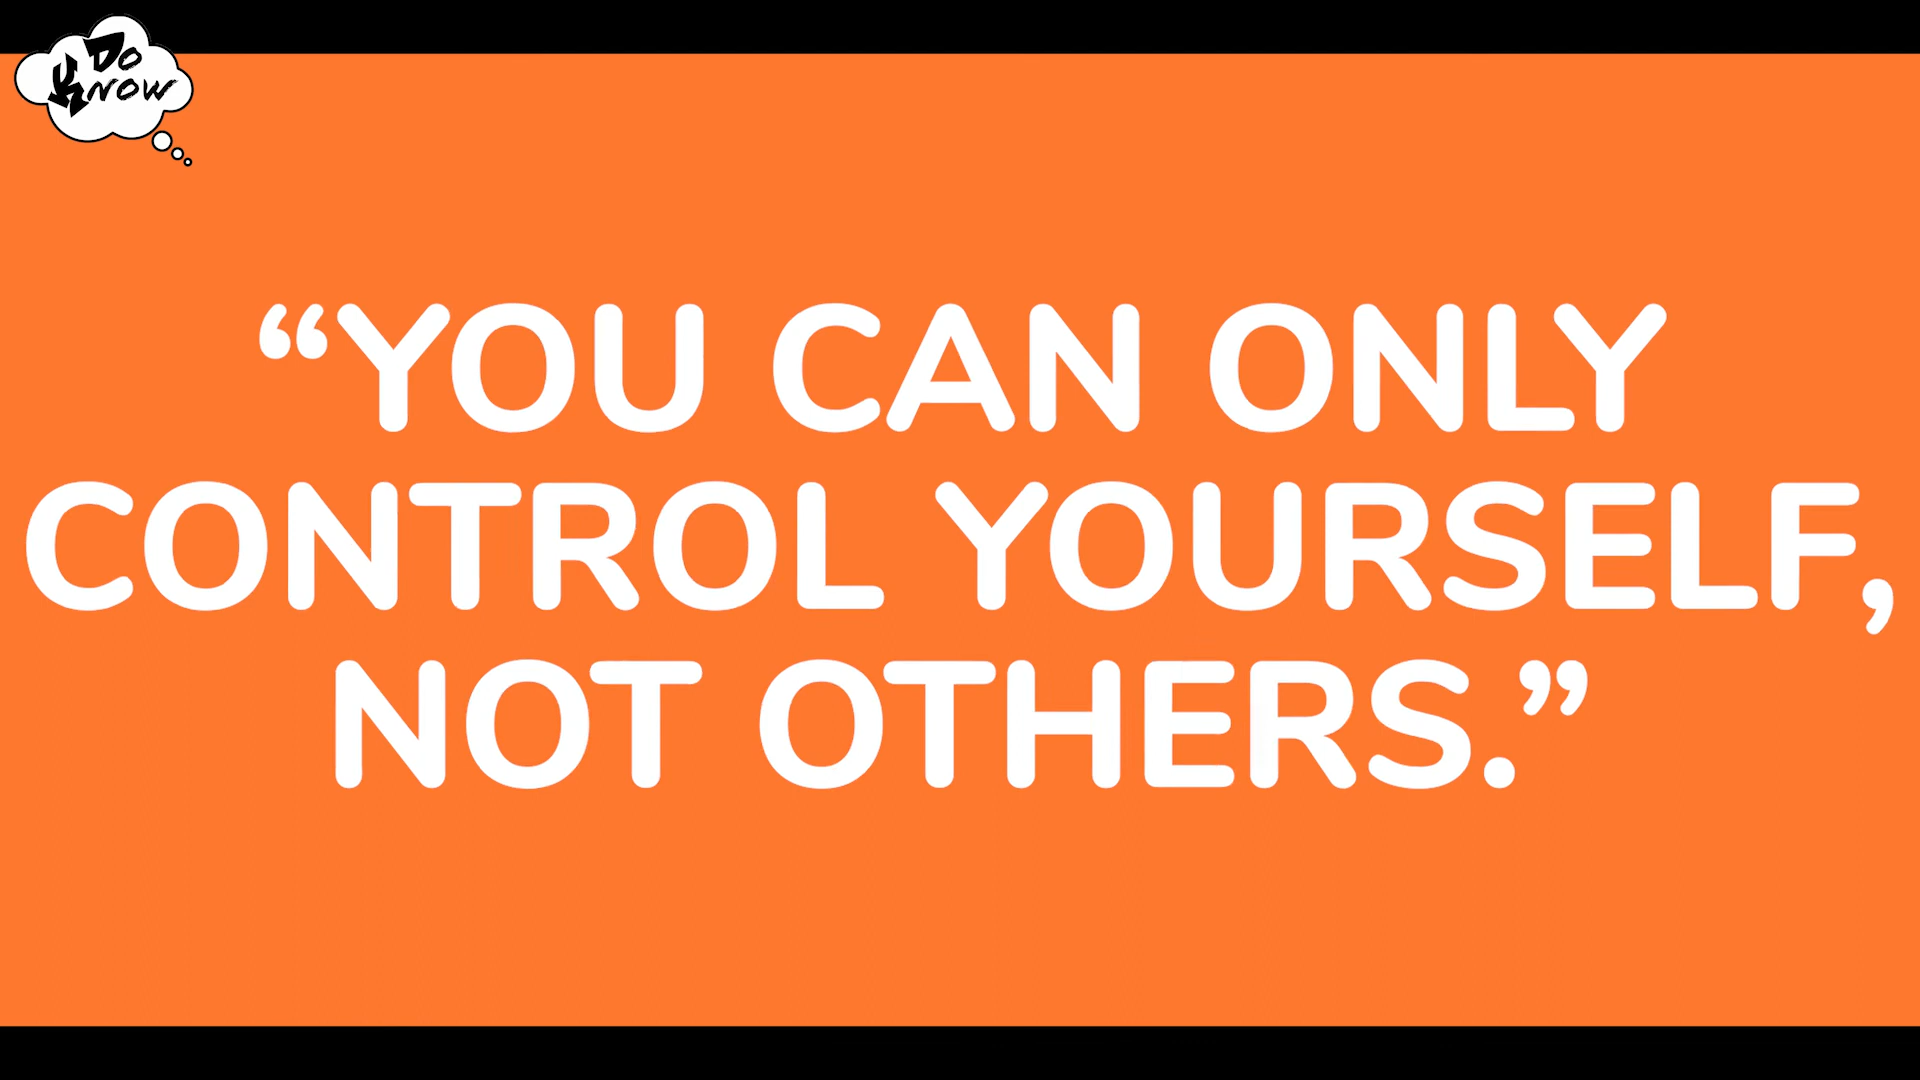 Do
Know
“YOU CAN ONLY
CONTROL YOURSELF,
NOT OTHERS.”